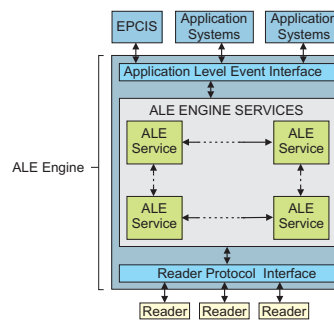 EPCIS
Application
Systems
Application
Systems
Application Level Event Interface
ALE ENGINE SERVICES
ALE
Service
ALE
Service
ALE Engine
ALE
Service
ALE
Service
Reader Protocol Interface
Reader
Reader
Reader